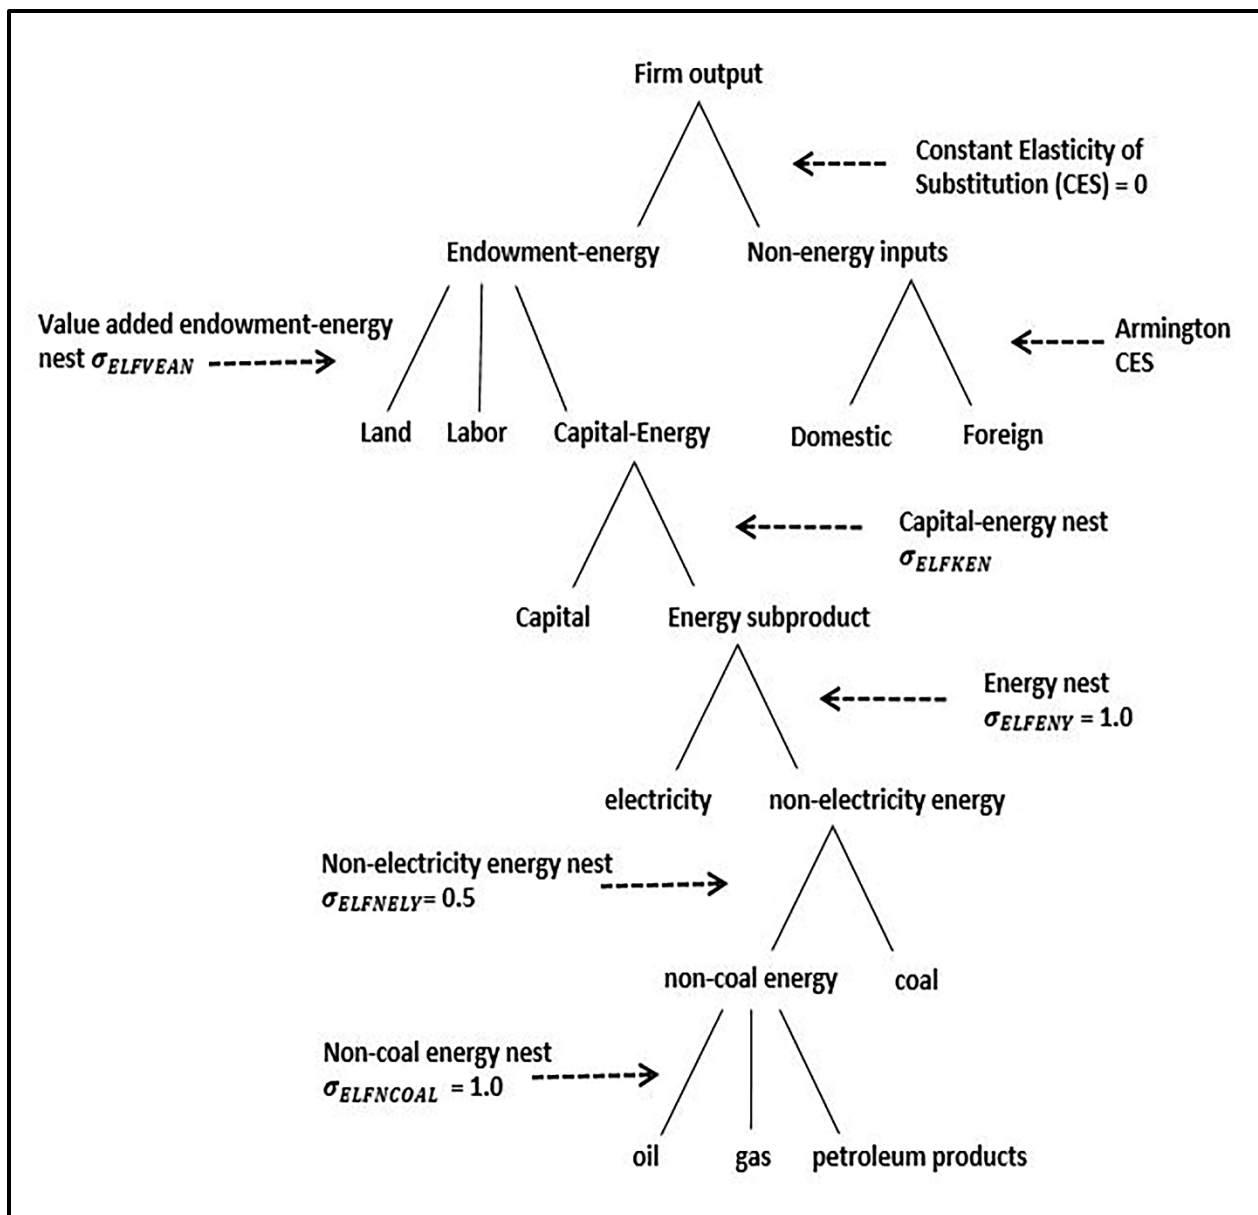 Firm output
Constant Elasticity of
Substitution (CES) = 0
Endowment-energy
Non-energy inputs
Value added endowment-energy
nest σELFVEAN
Armington
CES
Land
Labor
Capital-Energy
Domestic
Foreign
Capital-energy nest
σELFKEN
Capital
Energy subproduct
Energy nest
σELFENY = 1.0
electricity
non-electricity energy
Non-electricity energy nest
σELFNELY= 0.5
non-coal energy
coal
Non-coal energy nest
σELFNCOAL = 1.0
oil
gas
petroleum products